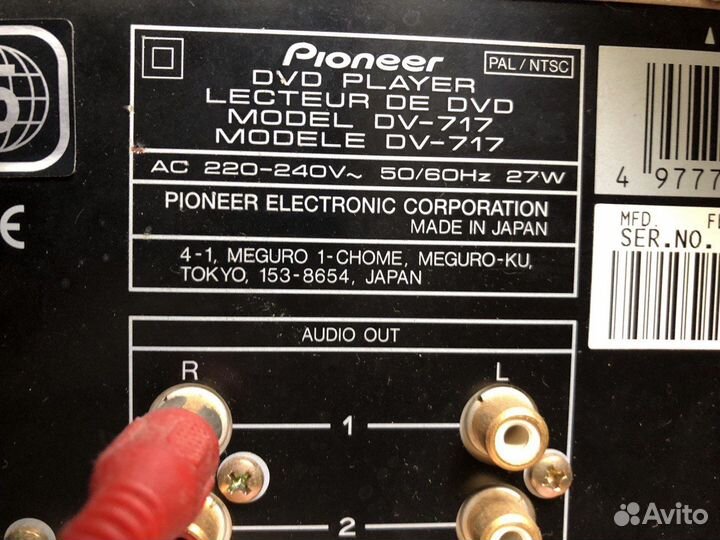 5
CE
Pioneer
PAL/NTSC
DVD PLAYER
LECTEUR DE DVD
MODEL DV-717
MODELE DV-717
AC 220-240V~ 50/60Hz 27W
PIONEER ELECTRONIC CORPORATION
MADE IN JAPAN
4-1, MEGURO 1-CHOME, MEGURO-KU,
TOKYO, 153-8654, JAPAN
4 9777
MFD.
SER.NO.
AUDIO OUT
R L
1
2
Avito